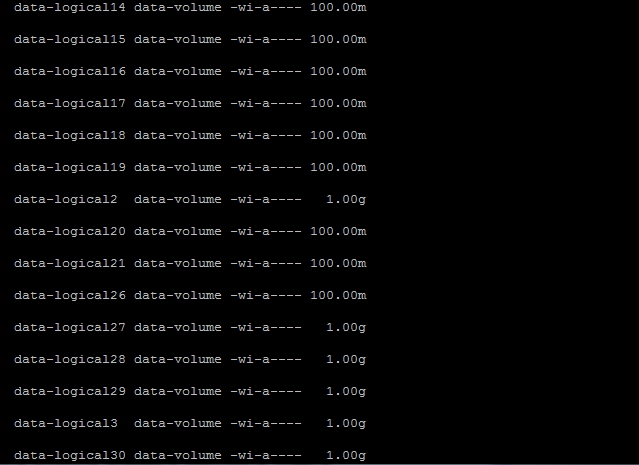 data-logical14 data-volume -wi-a---- 100.00m
data-logical15 data-volume -wi-a---- 100.00m
data-logical16 data-volume -wi-a---- 100.00m
data-logical17 data-volume -wi-a---- 100.00m
data-logical18 data-volume -wi-a---- 100.00m
data-logical19 data-volume -wi-a---- 100.00m
data-logical2  data-volume -wi-a----   1.00g
data-logical20 data-volume -wi-a---- 100.00m
data-logical21 data-volume -wi-a---- 100.00m
data-logical26 data-volume -wi-a---- 100.00m
data-logical27 data-volume -wi-a----   1.00g
data-logical28 data-volume -wi-a----   1.00g
data-logical29 data-volume -wi-a----   1.00g
data-logical3  data-volume -wi-a----   1.00g
data-logical30 data-volume -wi-a----   1.00g